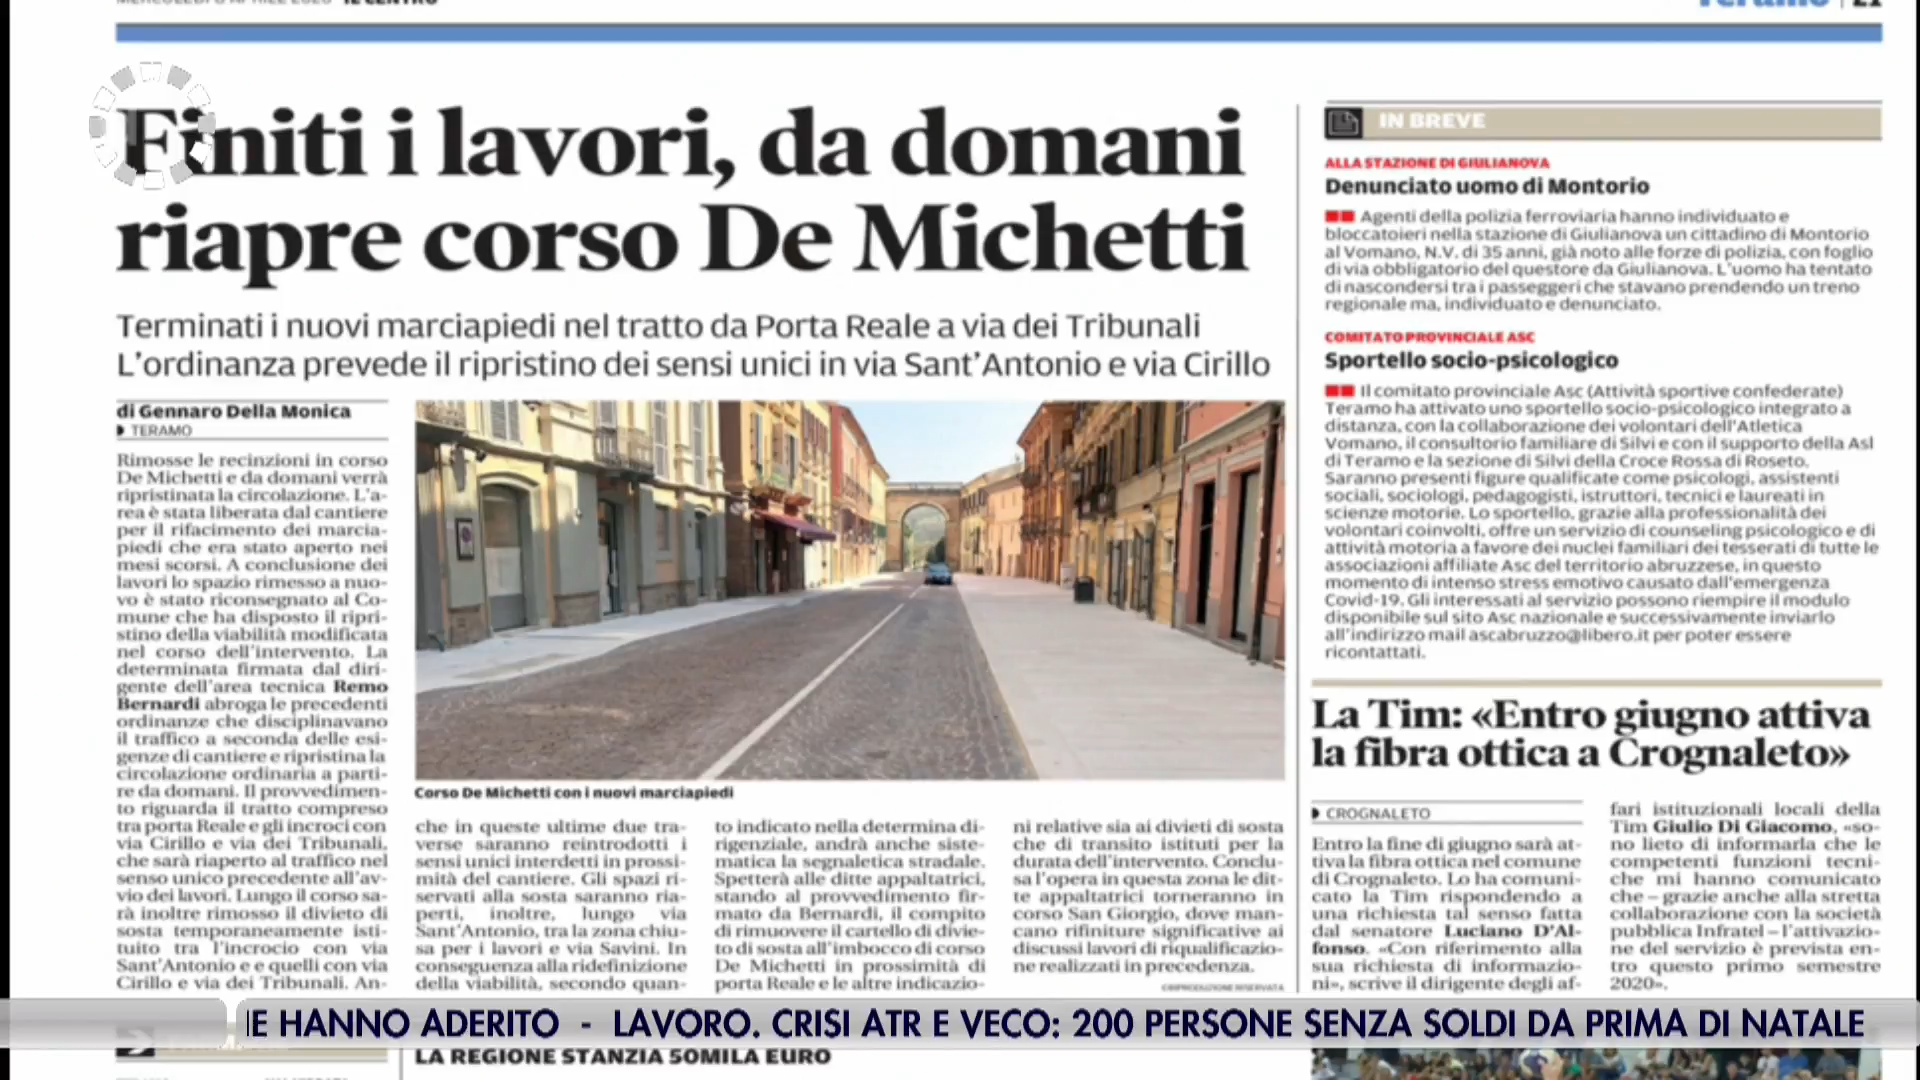 IL CENTRO
Teramo | 21
Finiti i lavori, da domani
riapre corso De Michetti
Terminati i nuovi marciapiedi nel tratto da Porta Reale a via dei Tribunali
L'ordinanza prevede il ripristino dei sensi unici in via Sant'Antonio e via Cirillo
di Gennaro Della Monica
TERAMO
Rimosse le recinzioni in corso
De Michetti e da domani verrà
ripristinata la circolazione. L'a-
rea è stata liberata dal cantiere
per il rifacimento dei marcia-
piedi che era stato aperto nei
mesi scorsi. A conclusione dei
lavori lo spazio rimesso a nuo-
vo è stato riconsegnato al Co-
mune che ha disposto il ripri-
stino della viabilità modificata
nel corso dell'intervento. La
determinata firmata dal diri-
gente dell'area tecnica Remo
Bernardi abroga le precedenti
ordinanze che disciplinavano
il traffico a seconda delle esi-
genze di cantiere e ripristina la
circolazione ordinaria a parti-
re da domani. Il provvedimen-
to riguarda il tratto compreso
tra porta Reale e gli incroci con
via Cirillo e via dei Tribunali,
che sarà riaperto al traffico nel
senso unico precedente all'av-
vio dei lavori. Lungo il corso sa-
rà inoltre rimosso il divieto di
sosta temporaneamente isti-
tuito tra l'incrocio con via
Sant'Antonio e e quelli con via
Cirillo e via dei Tribunali. An-
Corso De Michetti con i nuovi marciapiedi
che in queste ultime due tra-
verse saranno reintrodotti i
sensi unici interdetti in prossi-
mità del cantiere. Gli spazi ri-
servati alla sosta saranno ria-
perti, inoltre, lungo via
Sant'Antonio, tra la zona chiu-
sa per i lavori e via Savini. In
conseguenza alla ridefinizione
della viabilità, secondo quan-
to indicato nella determina di-
rigenziale, andrà anche siste-
matica la segnaletica stradale.
Spetterà alle ditte appaltatrici,
stando al provvedimento fir-
mato da Bernardi, il compito
di rimuovere il cartello di divie-
to di sosta all'imbocco di corso
De Michetti in prossimità di
porta Reale e le altre indicazio-
ni relative sia ai divieti di sosta
che di transito istituti per la
durata dell'intervento. Conclu-
sa l'opera in questa zona le dit-
te appaltatrici torneranno in
corso San Giorgio, dove man-
cano rifiniture significative ai
discussi lavori di riqualificazio-
ne realizzati in precedenza.
©RIPRODUZIONE RISERVATA
IN BREVE
ALLA STAZIONE DI GIULIANOVA
Denunciato uomo di Montorio
Agenti della polizia ferroviaria hanno individuato e
bloccatoieri nella stazione di Giulianova un cittadino di Montorio
al Vomano, N.V. di 35 anni, già noto alle forze di polizia, con foglio
di via obbligatorio del questore da Giulianova. L'uomo ha tentato
di nascondersi tra i passeggeri che stavano prendendo un treno
regionale ma, individuato e denunciato.
COMITATO PROVINCIALE ASC
Sportello socio-psicologico
Il comitato provinciale Asc (Attività sportive confederate)
Teramo ha attivato uno sportello socio-psicologico integrato a
distanza, con la collaborazione dei volontari dell'Atletica
Vomano, il consultorio familiare di Silvi e con il supporto della Asl
di Teramo e la sezione di Silvi della Croce Rossa di Roseto.
Saranno presenti figure qualificate come psicologi, assistenti
sociali, sociologi, pedagogisti, istruttori, tecnici e laureati in
scienze motorie. Lo sportello, grazie alla professionalità dei
volontari coinvolti, offre un servizio di counseling psicologico e di
attività motoria a favore dei nuclei familiari dei tesserati di tutte le
associazioni affiliate Asc del territorio abruzzese, in questo
momento di intenso stress emotivo causato dall'emergenza
Covid-19. Gli interessati al servizio possono riempire il modulo
disponibile sul sito Asc nazionale e successivamente inviarlo
all'indirizzo mail ascabruzzo@libero.it per poter essere
ricontattati.
La Tim: «Entro giugno attiva
la fibra ottica a Crognaleto»
CROGNALETO
Entro la fine di giugno sarà at-
tiva la fibra ottica nel comune
di Crognaleto. Lo ha comuni-
cato la Tim rispondendo a
una richiesta tal senso fatta
dal senatore Luciano D'Al-
fonso. «Con riferimento alla
sua richiesta di informazio-
ni», scrive il dirigente degli af-
fari istituzionali locali della
Tim Giulio Di Giacomo, «so-
no lieto di informarla che le
competenti funzioni tecni-
che mi hanno comunicato
che – grazie anche alla stretta
collaborazione con la società
pubblica Infratel – l'attivazio-
ne del servizio è prevista en-
tro questo primo semestre
2020».
E HANNO ADERITO - LAVORO. CRISI ATR E VECO: 200 PERSONE SENZA SOLDI DA PRIMA DI NATALE
LA REGIONE STANZIA 50MILA EURO